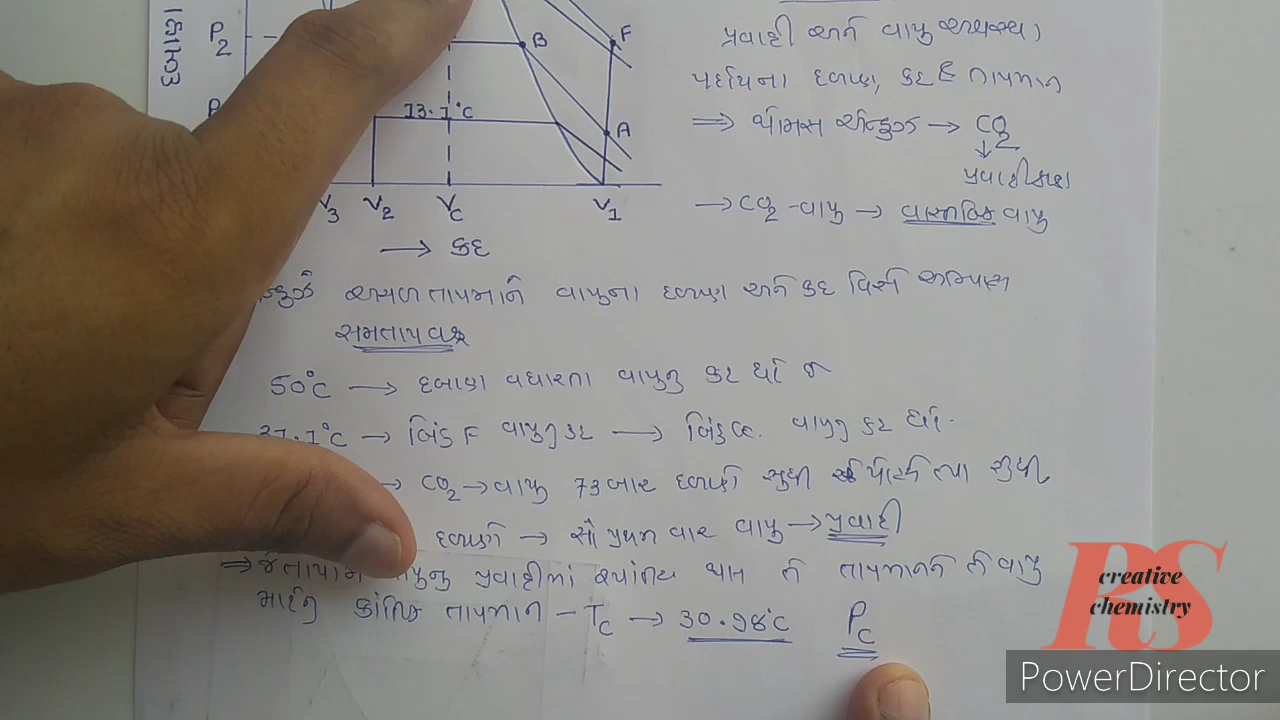 દબાણ
P2
B
F
P
13.1°C
A
V3 V2 Vc V1
→ કદ
પ્રવાહી અને વાયુ અવસ્થા
પર્યાયના દબાણ, કદ તાપમાન
⇒ થોમસ એન્ડ્રુઝ → CO2
↓
પ્રવાહીકરણ
→ CO2 - વાયુ → વાસ્તવિક વાયુ
અચળ તાપમાને વાયુના દબાણ અને કદ વિશે અભ્યાસ
સમતાપ વક્ર
50°C → દબાણ વધારતા વાયુનું કદ ઘટે છે
→ બિંદુ F વાયુનું કદ → બિંદુ વાયુનું કદ ઘટે.
→ CO2 → વાયુ 73 બાર દબાણ સુધી ત્યાં સુધી
દબાણે → સૌ પ્રથમ વાર વાયુ → પ્રવાહી
⇒ જે તાપમાને વાયુનું પ્રવાહીમાં રૂપાંતર થાય તે તાપમાનને તે વાયુ
માટેનું ક્રાંતિક તાપમાન - Tc → 30.98°C Pc
RS
creative
chemistry
PowerDirector